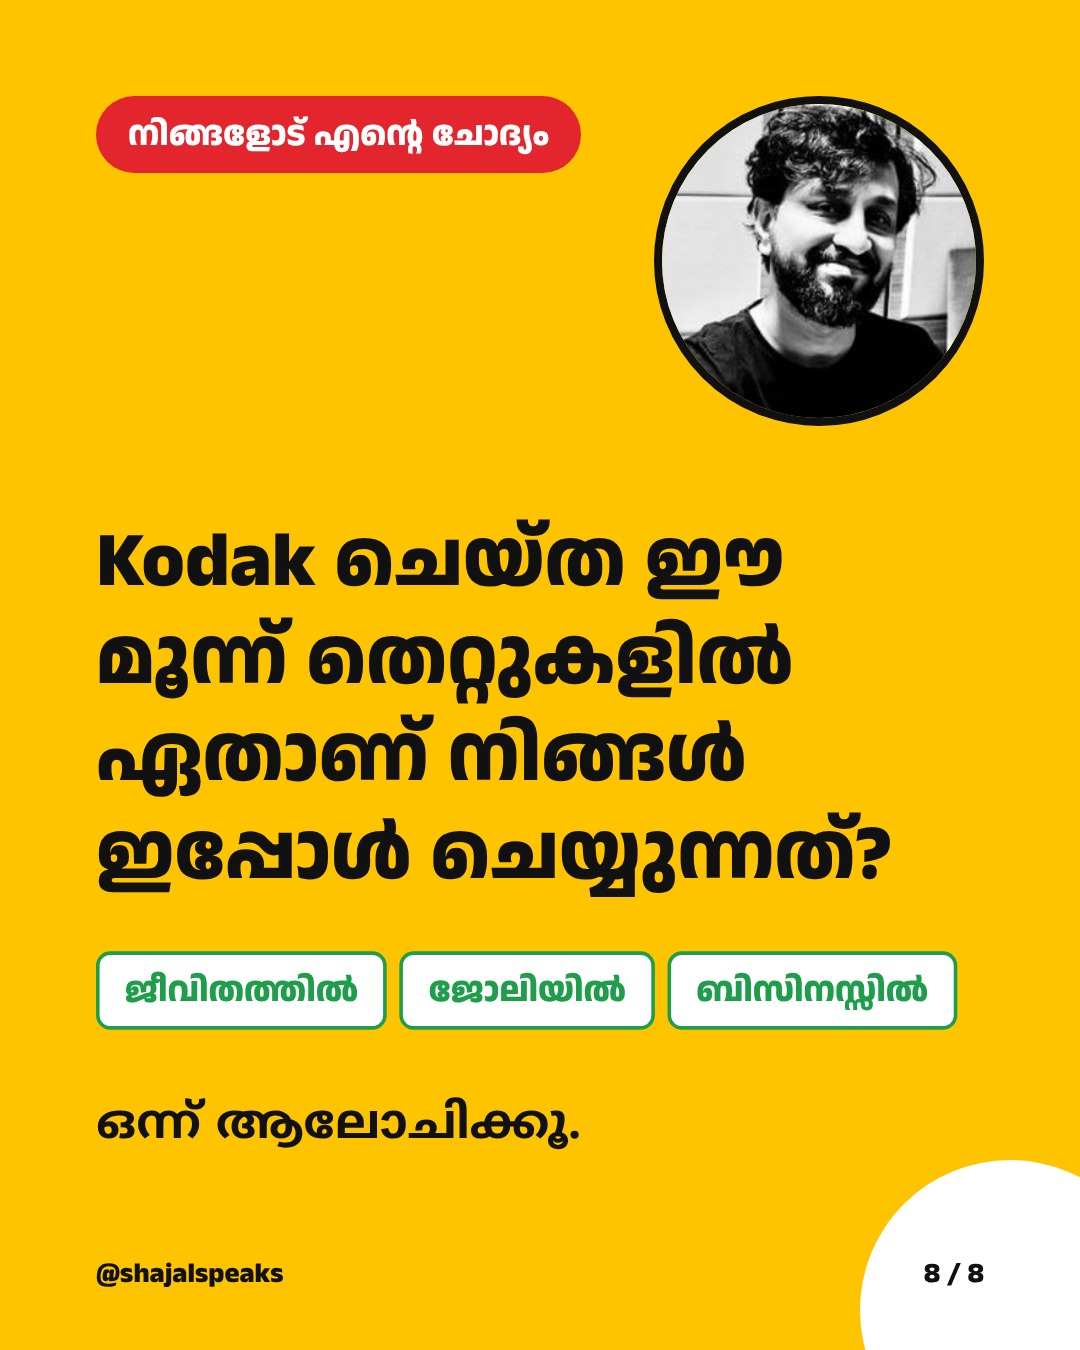 നിങ്ങളോട് എന്റെ ചോദ്യം
Kodak ചെയ്ത ഈ
മൂന്ന് തെറ്റുകളിൽ
ഏതാണ് നിങ്ങൾ
ഇപ്പോൾ ചെയ്യുന്നത്?
ജീവിതത്തിൽ ജോലിയിൽ ബിസിനസ്സിൽ
ഒന്ന് ആലോചിക്കൂ.
@shajalspeaks 8 / 8